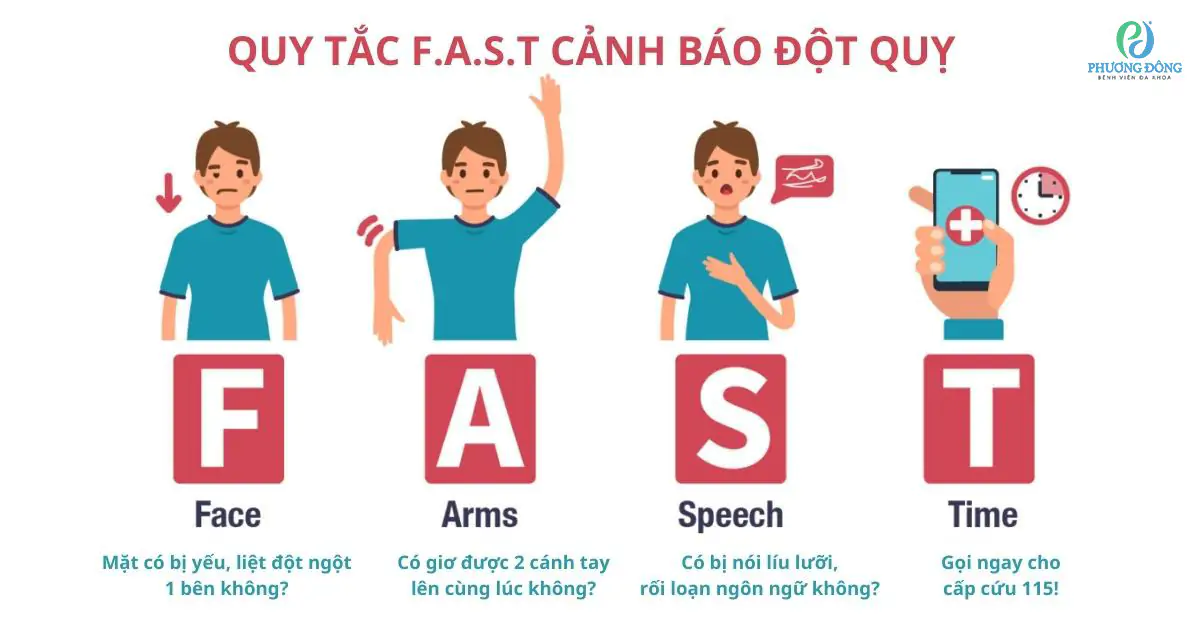 QUY TẮC F.A.S.T CẢNH BÁO ĐỘT QUỴ
PHƯƠNG ĐÔNG
BỆNH VIỆN ĐA KHOA
F
A
S
T
Face
Arms
Speech
Time
Mặt có bị yếu, liệt đột ngột
1 bên không?
Có giơ được 2 cánh tay
lên cùng lúc không?
Có bị nói líu lưỡi,
rối loạn ngôn ngữ không?
Gọi ngay cho
cấp cứu 115!